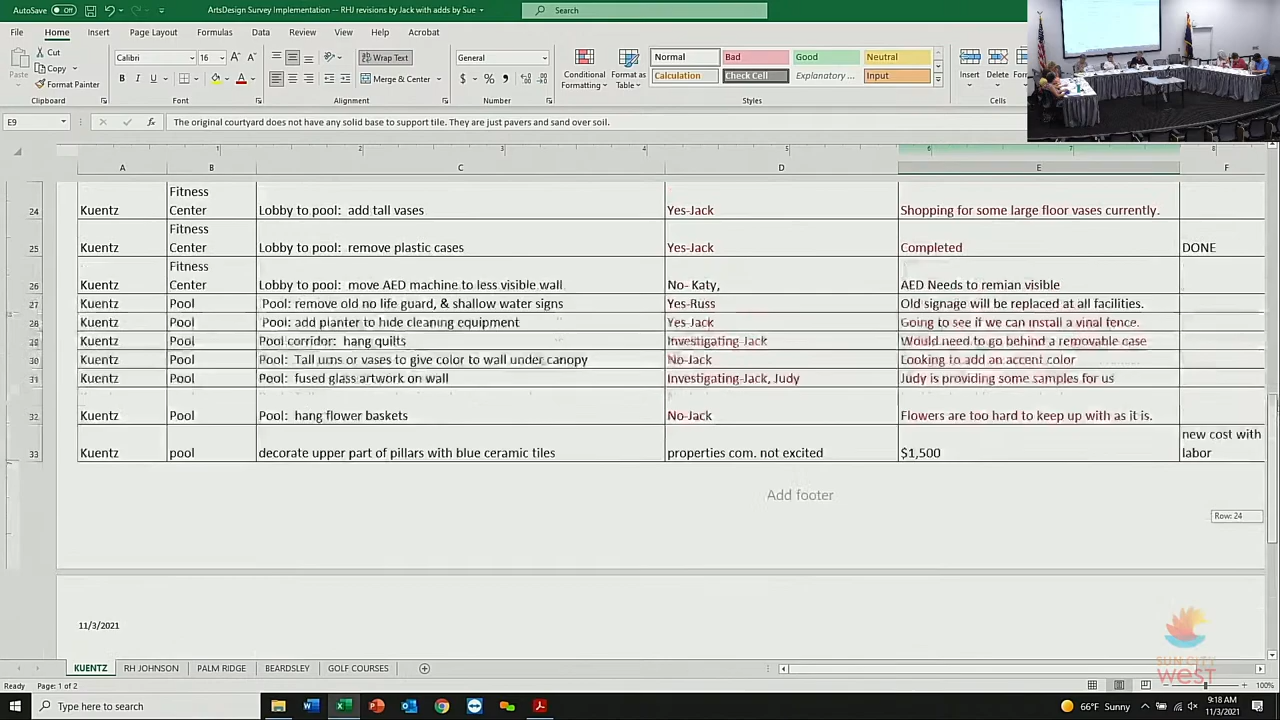 AutoSave Off ArtsDesign Survey Implementation -- RHJ revisions by Jack with adds by Sue Search
File Home Insert Page Layout Formulas Data Review View Help Acrobat
Paste Cut Calibri 16 Wrap Text General Conditional Formatting Format as Table Normal Bad Good Neutral Insert Delete
Copy
Format Painter Merge & Center Calculation Check Cell Explanatory ... Input
Clipboard Font Alignment Number Styles Cells
E9 The original courtyard does not have any solid base to support tile. They are just pavers and sand over soil.
1 2 3 4 5 6 7 8
A B C D E F
24 Kuentz Fitness Center Lobby to pool: add tall vases Yes-Jack Shopping for some large floor vases currently.
25 Kuentz Fitness Center Lobby to pool: remove plastic cases Yes-Jack Completed DONE
26 Kuentz Fitness Center Lobby to pool: move AED machine to less visible wall No- Katy, AED Needs to remian visible
27 Kuentz Pool Pool: remove old no life guard, & shallow water signs Yes-Russ Old signage will be replaced at all facilities.
28 Kuentz Pool Pool: add planter to hide cleaning equipment Yes-Jack Going to see if we can install a vinal fence.
29 Kuentz Pool Pool corridor: hang quilts Investigating-Jack Would need to go behind a removable case
30 Kuentz Pool Pool: Tall urns or vases to give color to wall under canopy No-Jack Looking to add an accent color
31 Kuentz Pool Pool: fused glass artwork on wall Investigating-Jack, Judy Judy is providing some samples for us
32 Kuentz Pool Pool: hang flower baskets No-Jack Flowers are too hard to keep up with as it is.
33 Kuentz pool decorate upper part of pillars with blue ceramic tiles properties com. not excited $1,500 new cost with labor
Add footer
Row: 24
11/3/2021
SUN CITY
WEST
KUENTZ RH JOHNSON PALM RIDGE BEARDSLEY GOLF COURSES
Ready Page: 1 of 2 100%
Type here to search 66°F Sunny 9:18 AM
11/3/2021